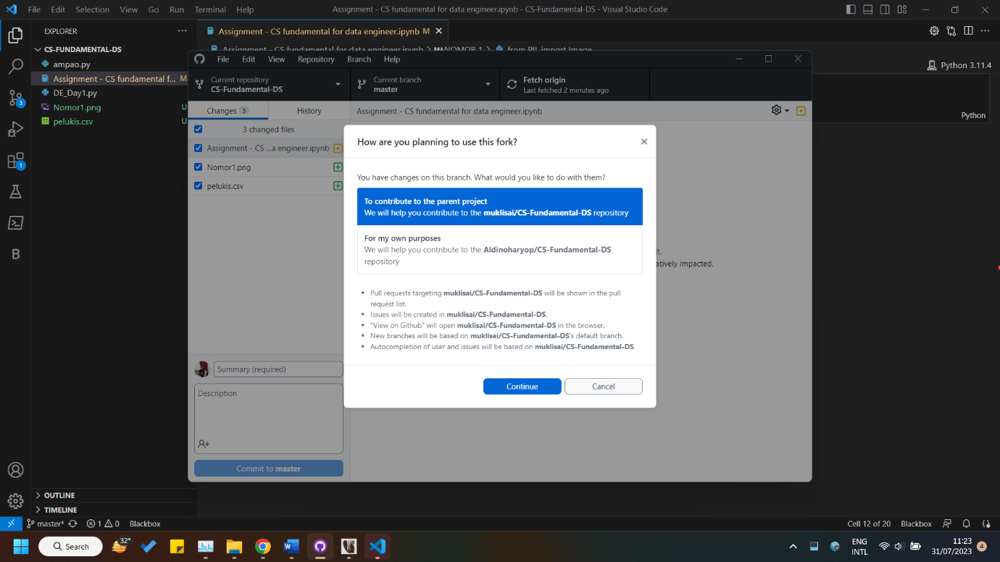 File Edit Selection View Go Run Terminal Help
Assignment - CS fundamental for data engineer.ipynb - CS-Fundamental-DS - Visual Studio Code
EXPLORER
Assignment - CS fundamental for data engineer.ipynb M
CS-FUNDAMENTAL-DS
ampao.py
Assignment - CS fundamental f... M
DE_Day1.py
Nomor1.png U
pelukis.csv U
3
1
B
OUTLINE
TIMELINE
Assignment - CS fundamental for data engineer.ipynb > M↓ NOMOR 1 > from PIL import Image
Python 3.11.4
Python
File Edit View Repository Branch Help
Current repository
CS-Fundamental-DS
Current branch
master
Fetch origin
Last fetched 2 minutes ago
Changes 3
History
Assignment - CS fundamental for data engineer.ipynb
3 changed files
Assignment - CS ...a engineer.ipynb
Nomor1.png
pelukis.csv
Summary (required)
Description
Commit to master
How are you planning to use this fork?
You have changes on this branch. What would you like to do with them?
To contribute to the parent project
We will help you contribute to the muklisai/CS-Fundamental-DS repository
For my own purposes
We will help you contribute to the Aldinoharyop/CS-Fundamental-DS
repository
Pull requests targeting muklisai/CS-Fundamental-DS will be shown in the pull
request list.
Issues will be created in muklisai/CS-Fundamental-DS.
"View on Github" will open muklisai/CS-Fundamental-DS in the browser.
New branches will be based on muklisai/CS-Fundamental-DS's default branch.
Autocompletion of user and issues will be based on muklisai/CS-Fundamental-DS.
Continue
Cancel
lt.
atively impacted.
master* 1 0 Blackbox
Cell 12 of 20 Blackbox
Search
32°
ENG
INTL
11:23
31/07/2023
4